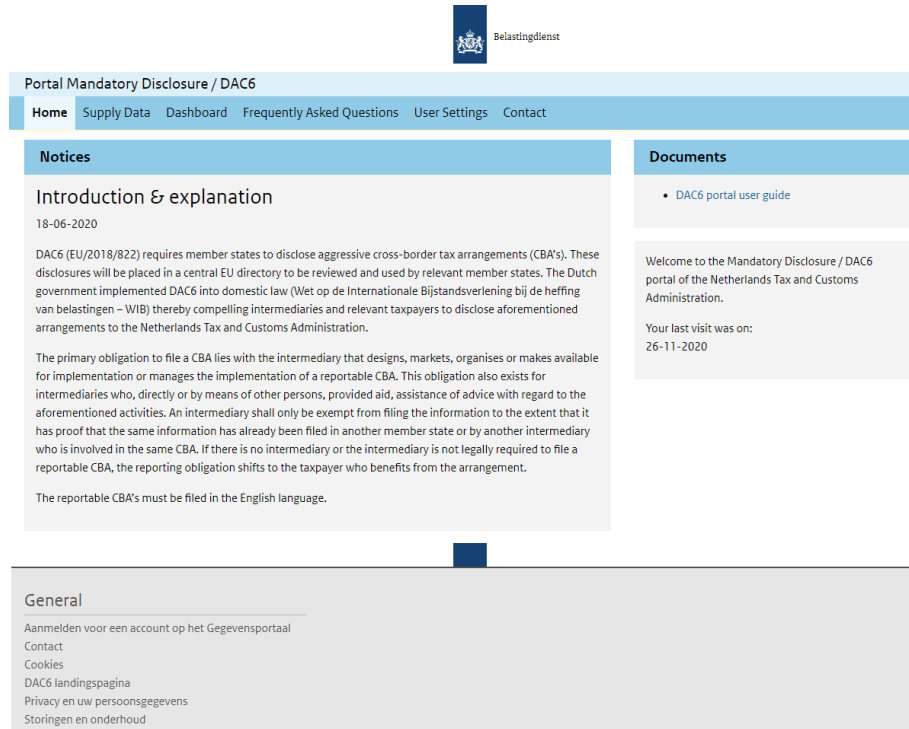 Belastingdienst
Portal Mandatory Disclosure / DAC6
Home Supply Data Dashboard Frequently Asked Questions User Settings Contact
Notices
Introduction & explanation
18-06-2020
DAC6 (EU/2018/822) requires member states to disclose aggressive cross-border tax arrangements (CBA's). These
disclosures will be placed in a central EU directory to be reviewed and used by relevant member states. The Dutch
government implemented DAC6 into domestic law (Wet op de Internationale Bijstandsverlening bij de heffing
van belastingen – WIB) thereby compelling intermediaries and relevant taxpayers to disclose aforementioned
arrangements to the Netherlands Tax and Customs Administration.
The primary obligation to file a CBA lies with the intermediary that designs, markets, organises or makes available
for implementation or manages the implementation of a reportable CBA. This obligation also exists for
intermediaries who, directly or by means of other persons, provided aid, assistance of advice with regard to the
aforementioned activities. An intermediary shall only be exempt from filing the information to the extent that it
has proof that the same information has already been filed in another member state or by another intermediary
who is involved in the same CBA. If there is no intermediary or the intermediary is not legally required to file a
reportable CBA, the reporting obligation shifts to the taxpayer who benefits from the arrangement.
The reportable CBA's must be filed in the English language.
Documents
• DAC6 portal user guide
Welcome to the Mandatory Disclosure / DAC6
portal of the Netherlands Tax and Customs
Administration.
Your last visit was on:
26-11-2020
General
Aanmelden voor een account op het Gegevensportaal
Contact
Cookies
DAC6 landingspagina
Privacy en uw persoonsgegevens
Storingen en onderhoud